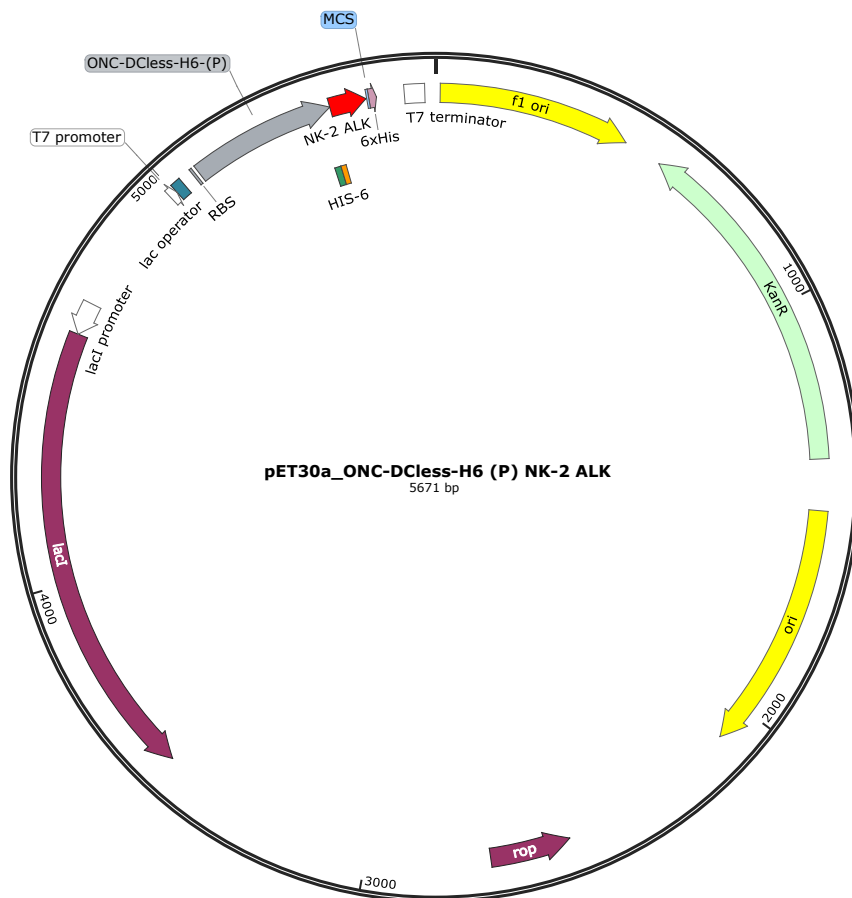 MCS
ONC-DCless-H6-(P)
f1 ori
T7 terminator
NK-2 ALK
6xHis
T7 promoter
5000
HIS-6
RBS
lac operator
1000
KanR
lacI promoter
pET30a_ONC-DCless-H6 (P) NK-2 ALK
5671 bp
lacI
4000
ori
2000
rop
3000